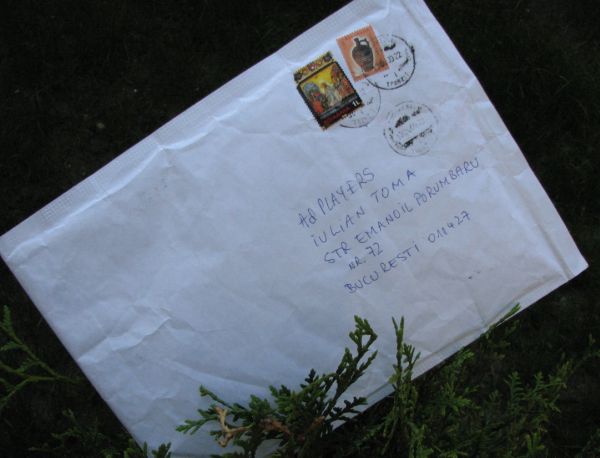 Ad PLAYERS
IULIAN TOMA
STR EMANOIL PORUMBARU
NR. 72
BUCURESTI 011427